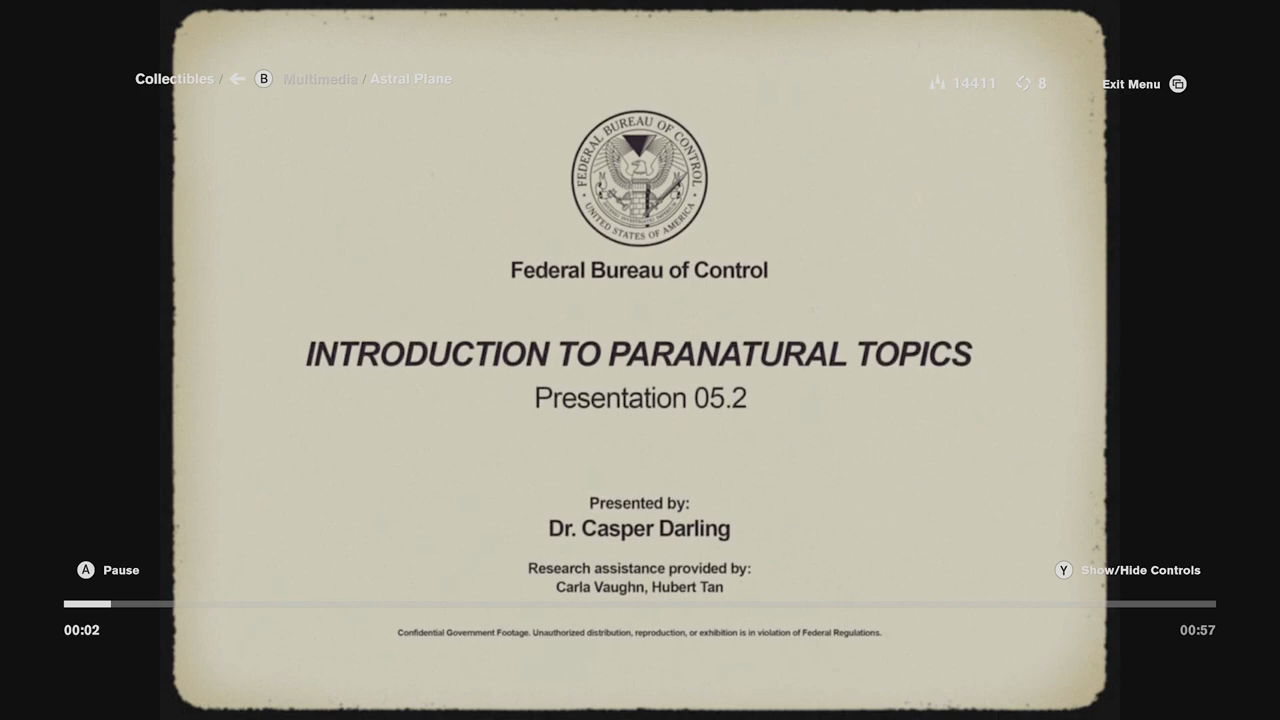 Collectibles / B Multimedia / Astral Plane
14411 8 Exit Menu
FEDERAL BUREAU OF CONTROL
UNITED STATES OF AMERICA
Federal Bureau of Control
INTRODUCTION TO PARANATURAL TOPICS
Presentation 05.2
Presented by:
Dr. Casper Darling
Research assistance provided by:
Carla Vaughn, Hubert Tan
A Pause
Y Show/Hide Controls
00:02
00:57
Confidential Government Footage. Unauthorized distribution, reproduction, or exhibition is in violation of Federal Regulations.